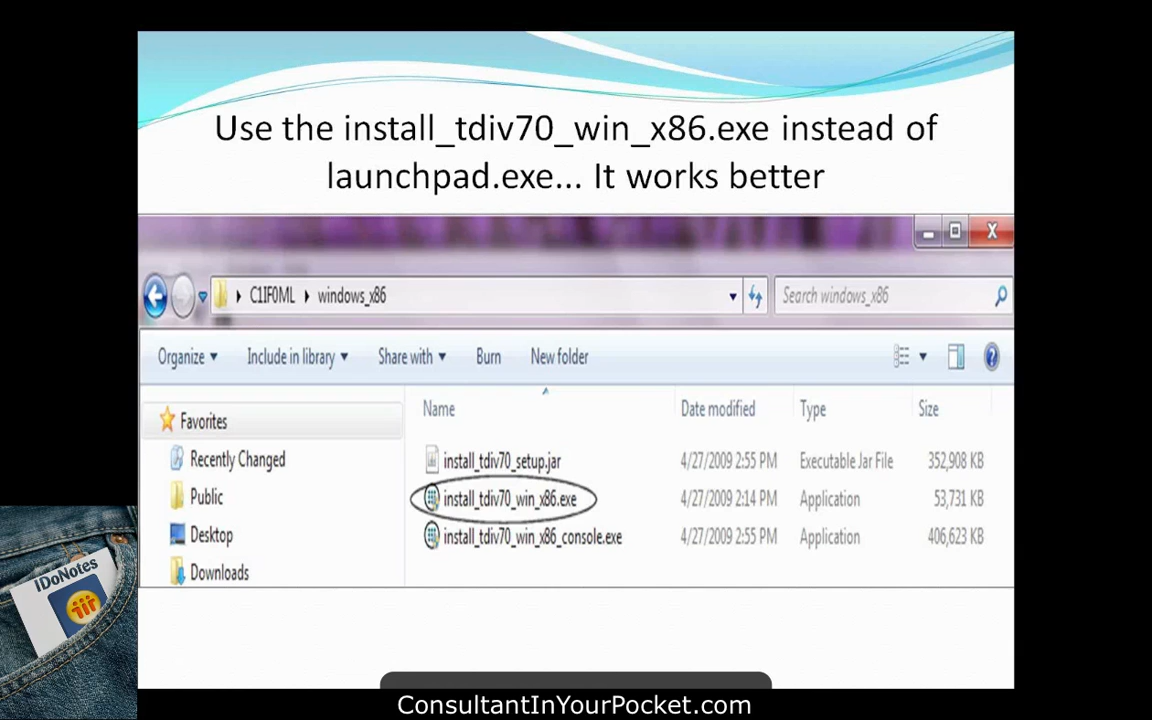 Use the install_tdiv70_win_x86.exe instead of
launchpad.exe... It works better
X
C1IF0ML windows_x86 Search windows_x86
Organize Include in library Share with Burn New folder ?
Favorites
Recently Changed
Public
Desktop
Downloads
Name Date modified Type Size
install_tdiv70_setup.jar 4/27/2009 2:55 PM Executable Jar File 352,908 KB
install_tdiv70_win_x86.exe 4/27/2009 2:14 PM Application 53,731 KB
install_tdiv70_win_x86_console.exe 4/27/2009 2:55 PM Application 406,623 KB
IDoNotes
ConsultantInYourPocket.com